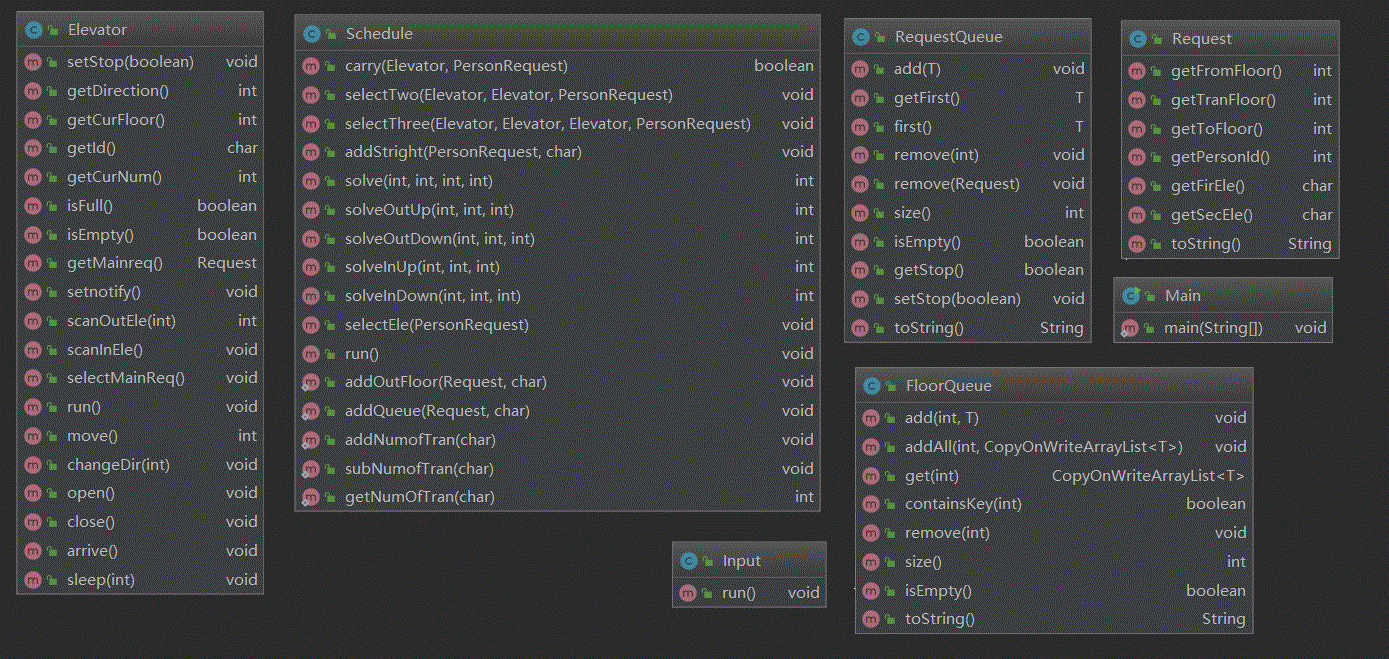 Elevator
setStop(boolean) void
getDirection() int
getCurFloor() int
getId() char
getCurNum() int
isFull() boolean
isEmpty() boolean
getMainreq() Request
setnotify() void
scanOutEle(int) int
scanInEle() void
selectMainReq() void
run() void
move() int
changeDir(int) void
open() void
close() void
arrive() void
sleep(int) void
Schedule
carry(Elevator, PersonRequest) boolean
selectTwo(Elevator, Elevator, PersonRequest) void
selectThree(Elevator, Elevator, Elevator, PersonRequest) void
addStright(PersonRequest, char) void
solve(int, int, int, int) int
solveOutUp(int, int, int) int
solveOutDown(int, int, int) int
solveInUp(int, int, int) int
solveInDown(int, int, int) int
selectEle(PersonRequest) void
run() void
addOutFloor(Request, char) void
addQueue(Request, char) void
addNumofTran(char) void
subNumofTran(char) void
getNumOfTran(char) int
RequestQueue
add(T) void
getFirst() T
first() T
remove(int) void
remove(Request) void
size() int
isEmpty() boolean
getStop() boolean
setStop(boolean) void
toString() String
Request
getFromFloor() int
getTranFloor() int
getToFloor() int
getPersonId() int
getFirEle() char
getSecEle() char
toString() String
Main
main(String[]) void
FloorQueue
add(int, T) void
addAll(int, CopyOnWriteArrayList<T>) void
get(int) CopyOnWriteArrayList<T>
containsKey(int) boolean
remove(int) void
size() int
isEmpty() boolean
toString() String
Input
run() void